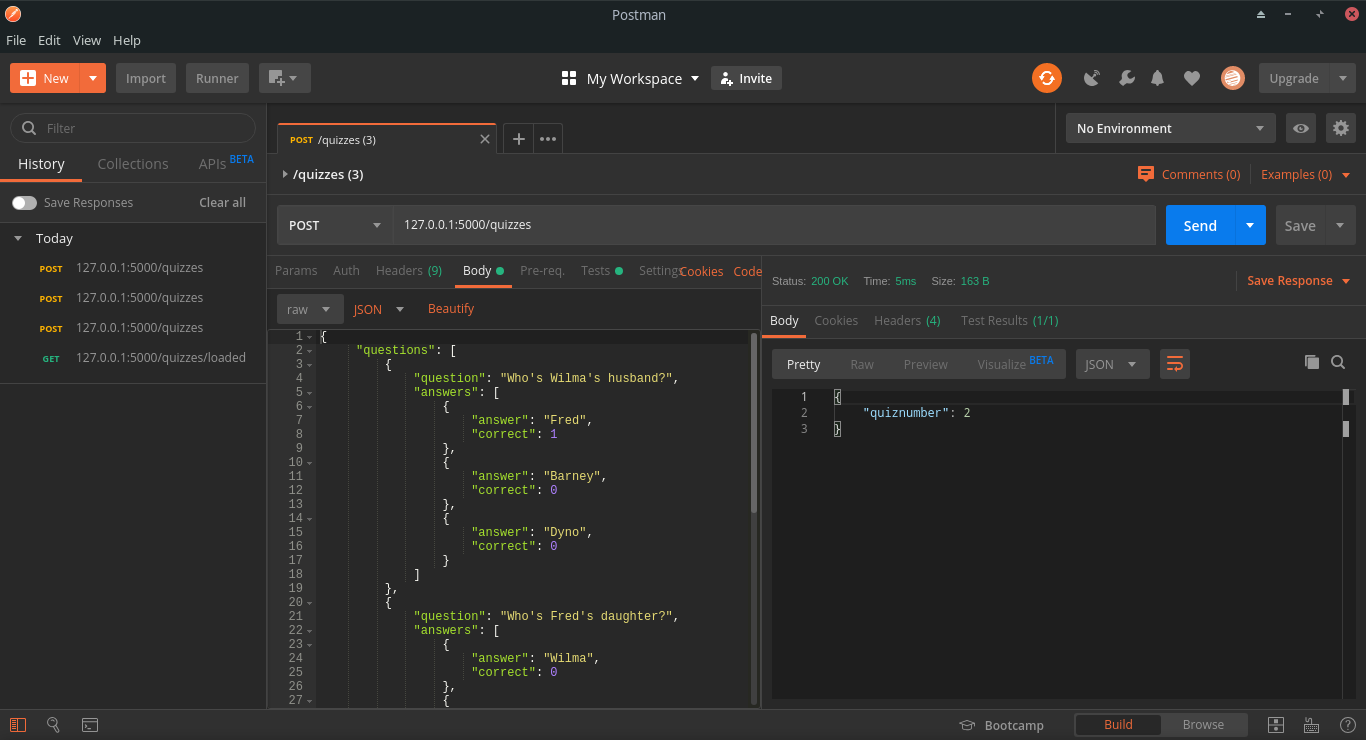 Postman
File Edit View Help
New Import Runner My Workspace Invite Upgrade
Filter
History Collections APIs BETA
Save Responses Clear all
Today
POST 127.0.0.1:5000/quizzes
POST 127.0.0.1:5000/quizzes
POST 127.0.0.1:5000/quizzes
GET 127.0.0.1:5000/quizzes/loaded
POST /quizzes (3)
No Environment
/quizzes (3) Comments (0) Examples (0)
POST 127.0.0.1:5000/quizzes Send Save
Params Auth Headers (9) Body Pre-req. Tests Settings Cookies Code
raw JSON Beautify
1 {
2 "questions": [
3 {
4 "question": "Who's Wilma's husband?",
5 "answers": [
6 {
7 "answer": "Fred",
8 "correct": 1
9 },
10 {
11 "answer": "Barney",
12 "correct": 0
13 },
14 {
15 "answer": "Dyno",
16 "correct": 0
17 }
18 ]
19 },
20 {
21 "question": "Who's Fred's daughter?",
22 "answers": [
23 {
24 "answer": "Wilma",
25 "correct": 0
26 },
27 {
Status: 200 OK Time: 5ms Size: 163 B Save Response
Body Cookies Headers (4) Test Results (1/1)
Pretty Raw Preview Visualize BETA JSON
1 {
2 "quiznumber": 2
3 }
Bootcamp Build Browse